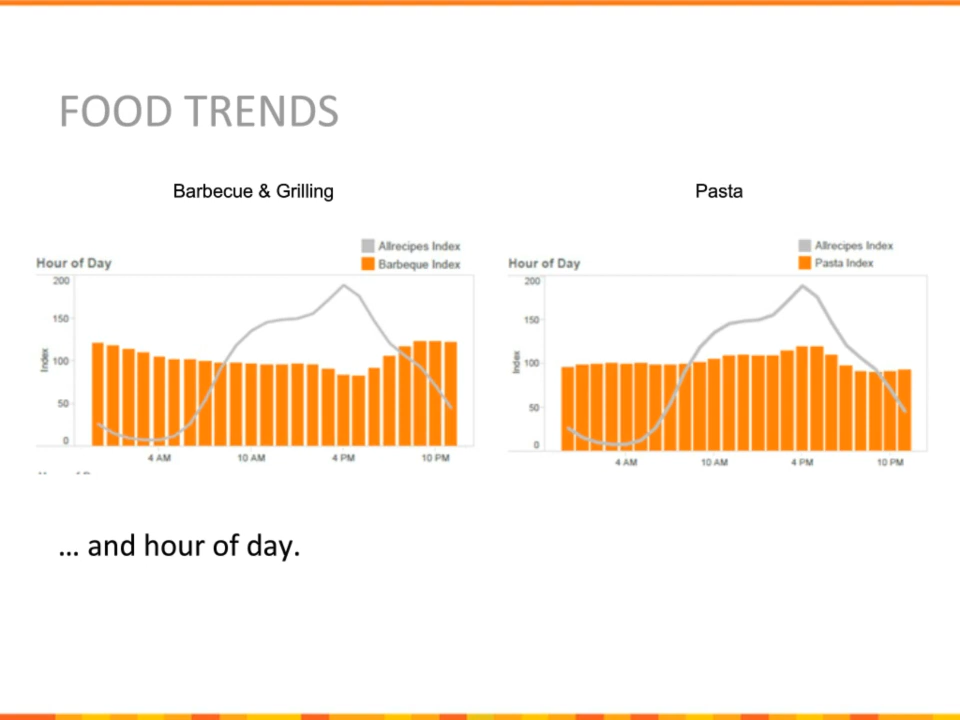 FOOD TRENDS
Barbecue & Grilling
Pasta
Allrecipes Index
Hour of Day
Barbeque Index
200
150
100
50
0
Index
4 AM
10 AM
4 PM
10 PM
Allrecipes Index
Hour of Day
Pasta Index
200
150
100
50
0
Index
4 AM
10 AM
4 PM
10 PM
… and hour of day.